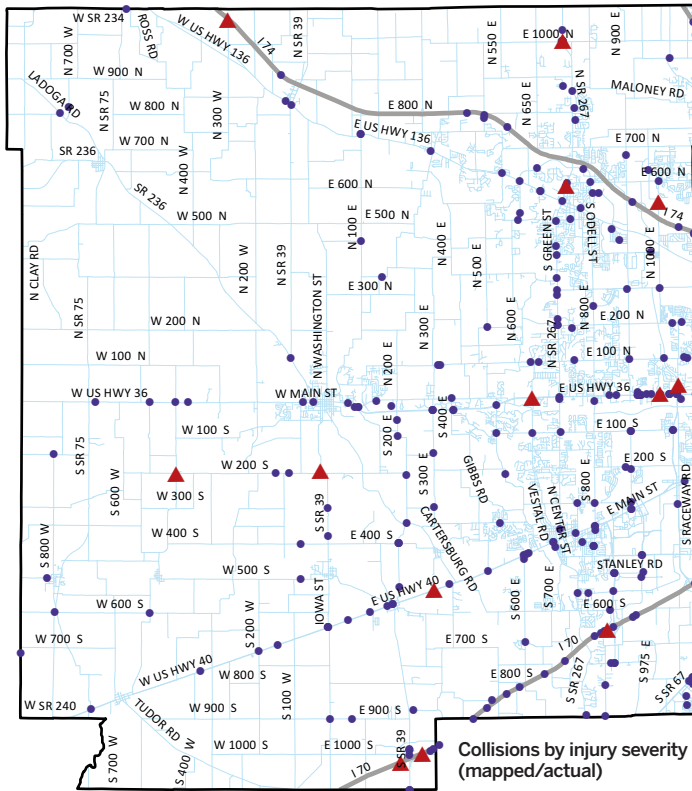 W SR 234
ROSS RD
W US HWY 136
I 74
N SR 39
N 550 E
E 1000 N
N 900 E
N 700 W
W 900 N
LADOGA RD
N SR 75
W 800 N
N 300 W
E 800 N
N 650 E
N SR 267
MALONEY RD
W 700 N
E US HWY 136
E 700 N
SR 236
N 400 W
E 600 N
E 600 N
SR 236
W 500 N
N 100 E
E 500 N
N 400 E
S GREEN ST
S ODELL ST
I 74
N CLAY RD
N 200 W
N SR 39
N 500 E
N 1000 E
E 300 N
N SR 75
W 200 N
N WASHINGTON ST
N 300 E
N 600 E
N SR 267
N 800 E
E 200 N
W 100 N
N 200 E
E 100 N
W US HWY 36
W MAIN ST
E US HWY 36
W 100 S
S 200 E
S 400 E
E 100 S
S SR 75
S 600 W
W 200 S
S 300 E
GIBBS RD
S 800 E
E 200 S
W 300 S
S SR 39
VESTAL RD
N CENTER ST
E MAIN ST
S RACEWAY RD
W 400 S
E 400 S
CARTERSBURG RD
S 800 W
W 500 S
STANLEY RD
E US HWY 40
S 700 E
W 600 S
S 200 W
IOWA ST
S 600 E
E 600 S
W 700 S
E 700 S
I 70
W US HWY 40
W 800 S
E 800 S
S SR 267
S 975 E
S SR 67
W SR 240
S 100 W
W 900 S
E 900 S
TUDOR RD
S 700 W
S 400 W
W 1000 S
E 1000 S
S SR 39
I 70
Collisions by injury severity
(mapped/actual)